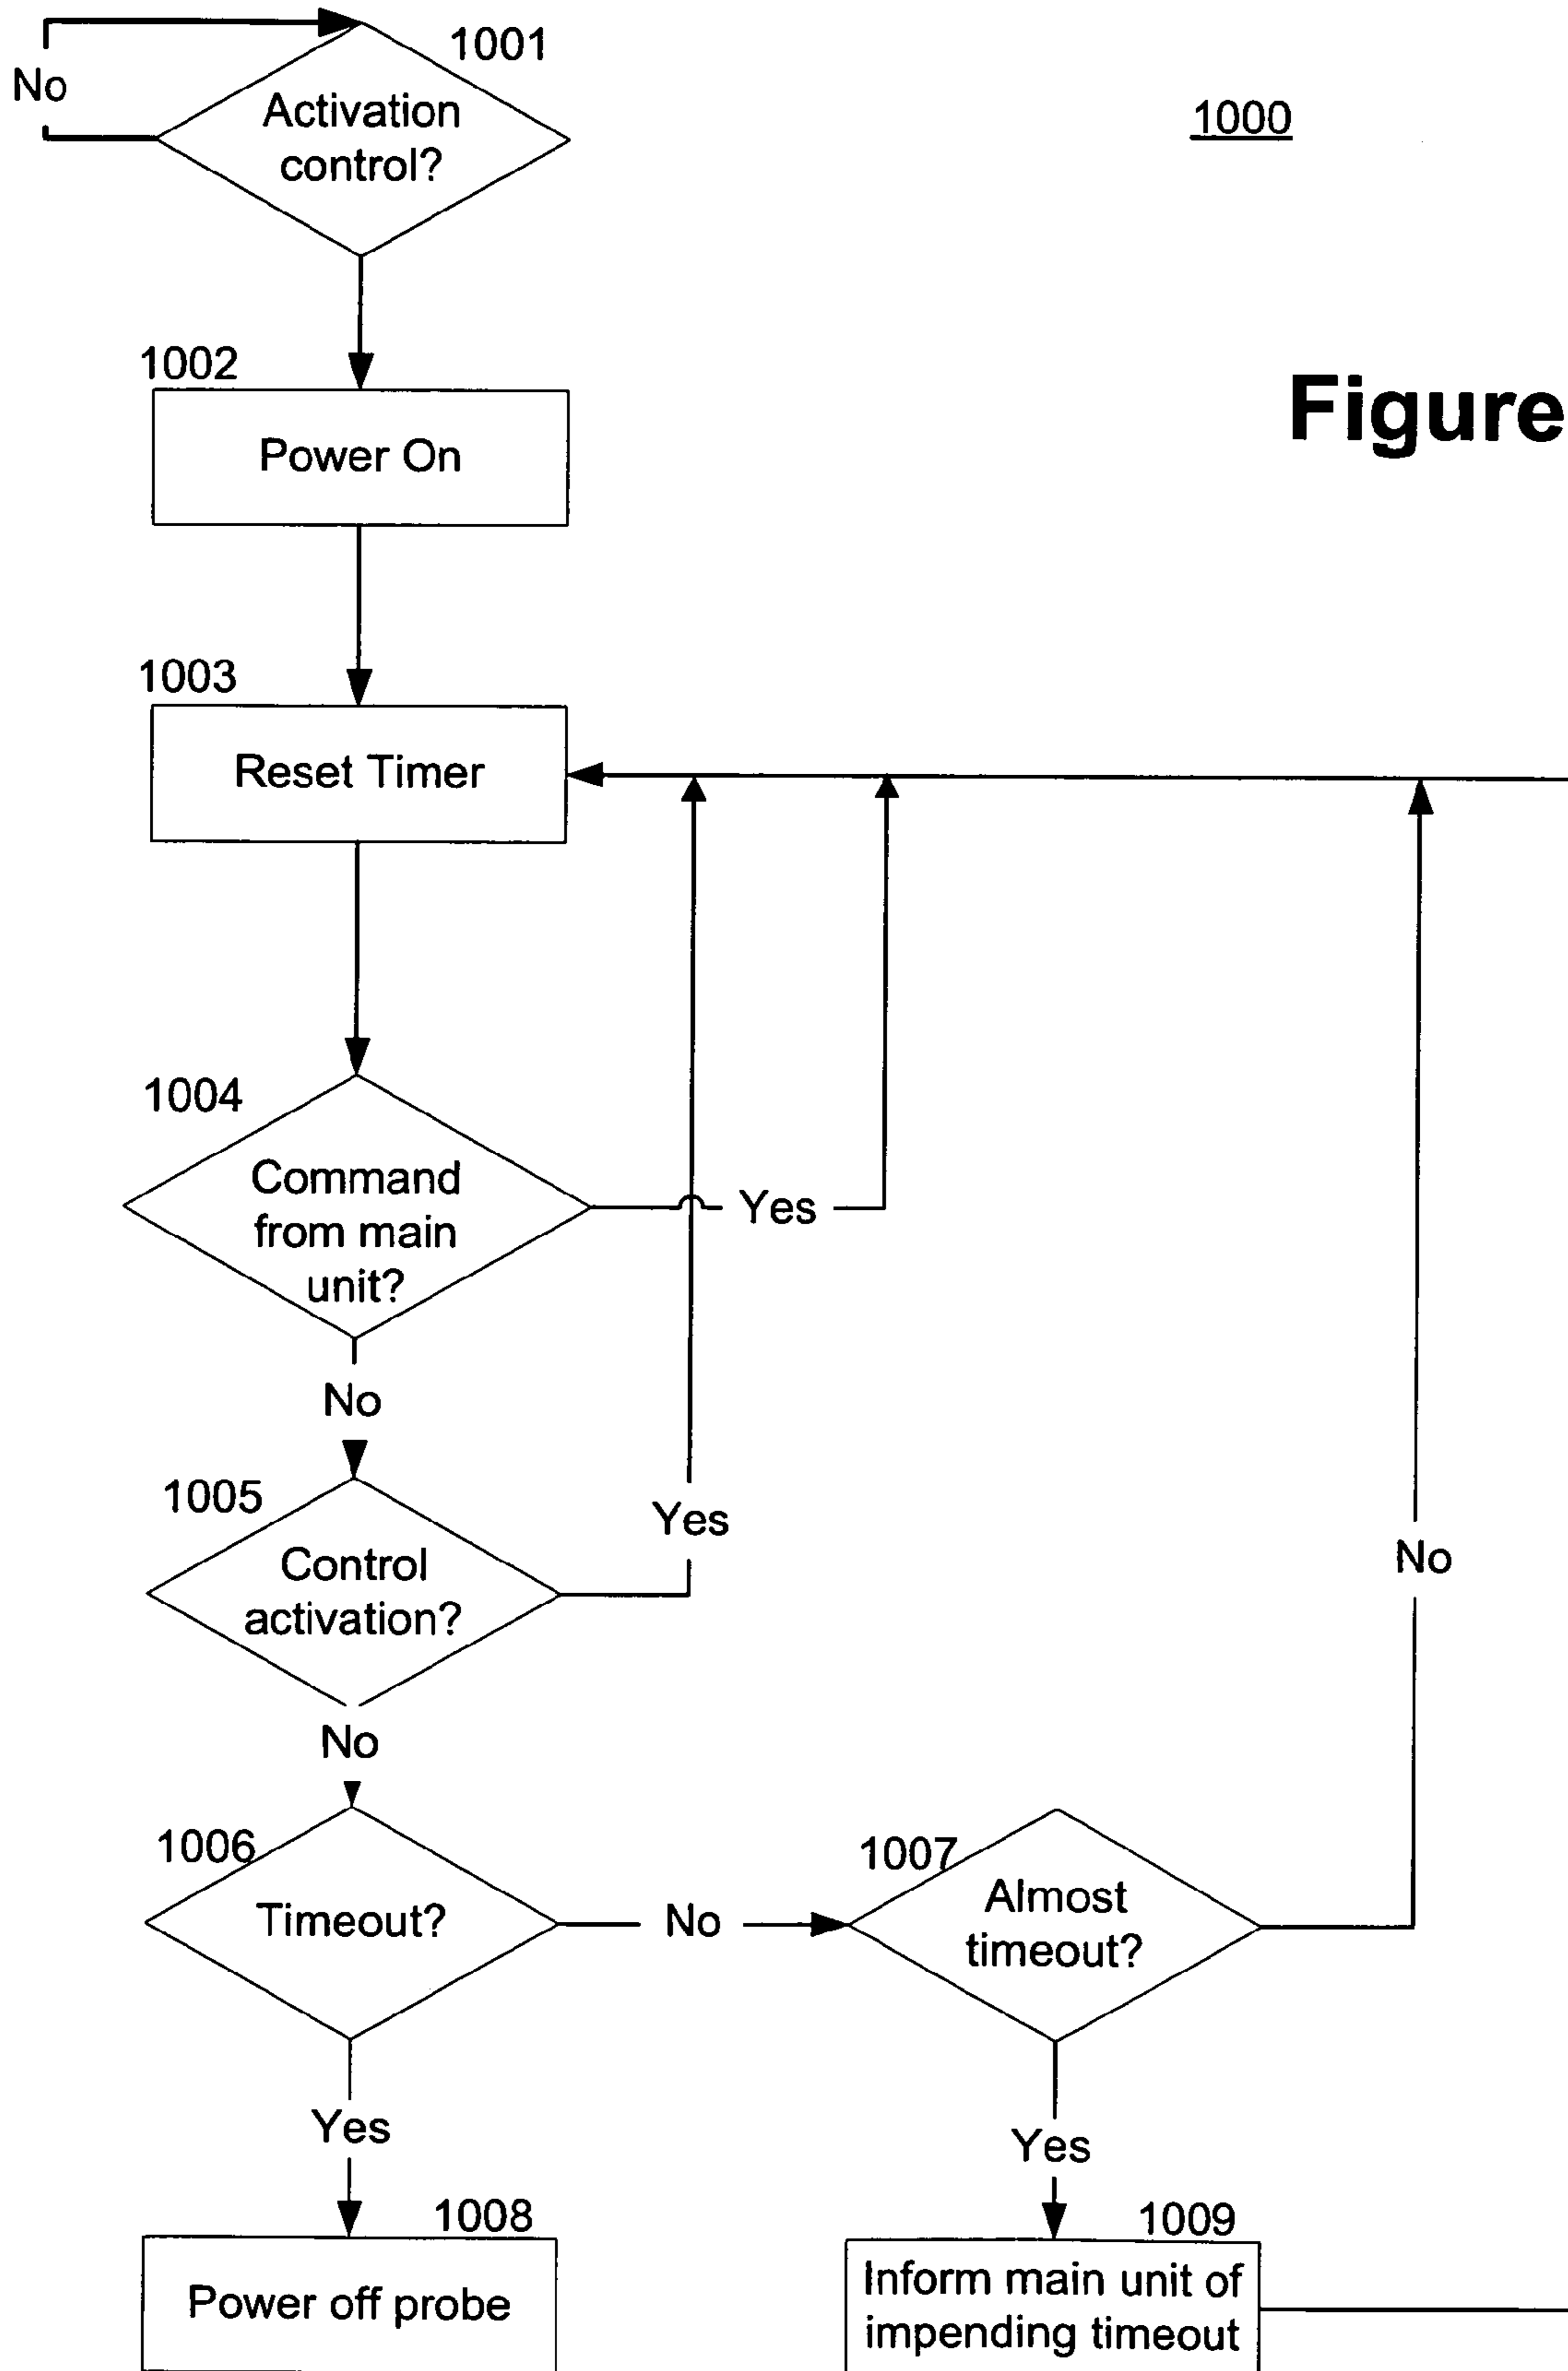 1001
No
Activation
control?
1000
1002
Power On
Figure
1003
Reset Timer
1004
Command
from main
unit?
Yes
No
1005
Control
activation?
Yes
No
No
1006
Timeout?
No
1007
Almost
timeout?
Yes
Yes
1008
Power off probe
1009
Inform main unit of
impending timeout